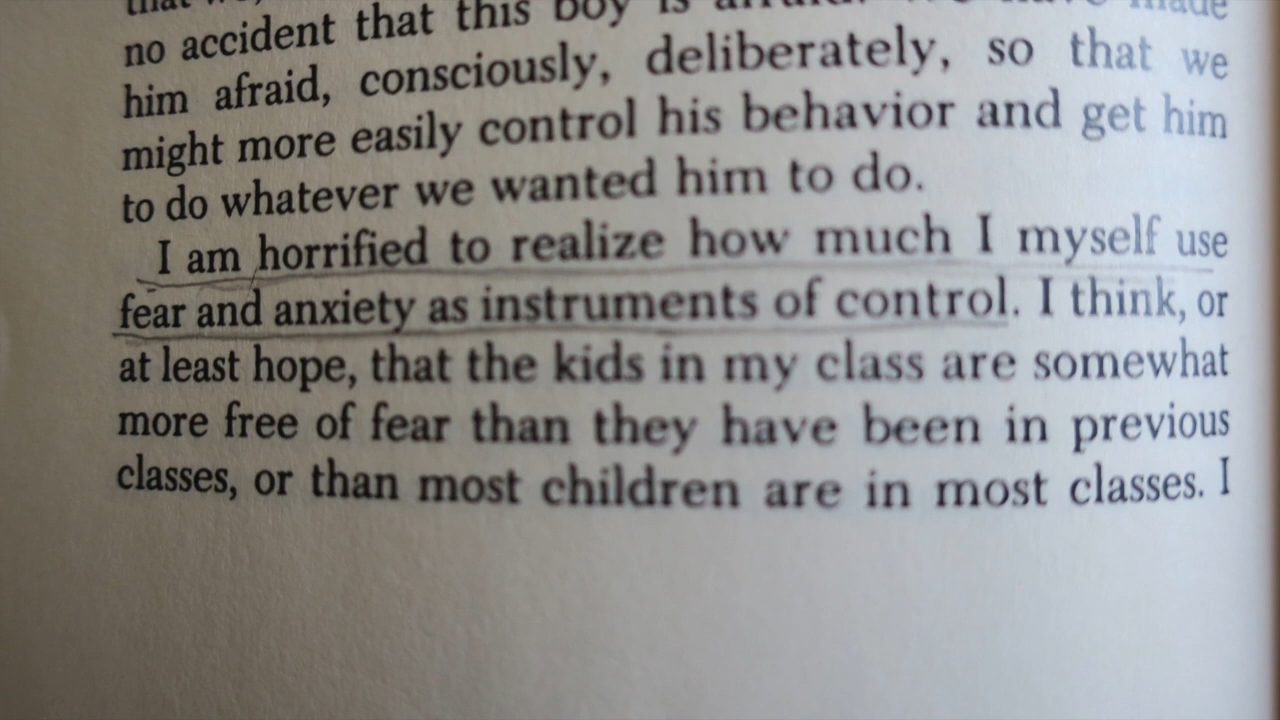 no accident that this boy is afraid. We have made
him afraid, consciously, deliberately, so that we
might more easily control his behavior and get him
to do whatever we wanted him to do.
I am horrified to realize how much I myself use
fear and anxiety as instruments of control. I think, or
at least hope, that the kids in my class are somewhat
more free of fear than they have been in previous
classes, or than most children are in most classes. I